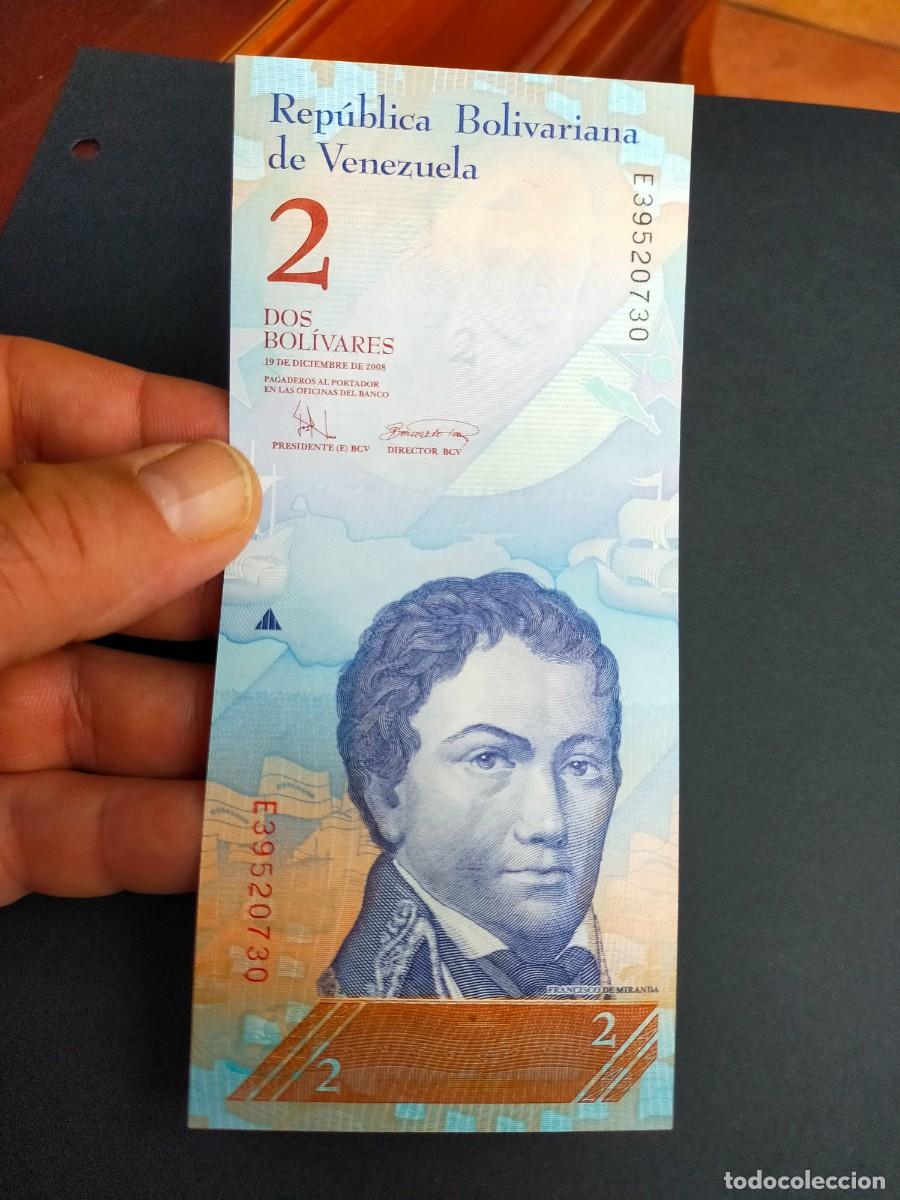 República Bolivariana
de Venezuela
E39520730
2
DOS
BOLÍVARES
19 DE DICIEMBRE DE 2008
PAGADEROS AL PORTADOR
EN LAS OFICINAS DEL BANCO
PRESIDENTE (E) BCV
DIRECTOR BCV
2
E39520730
FRANCISCO DE MIRANDA
2
2
todocoleccion